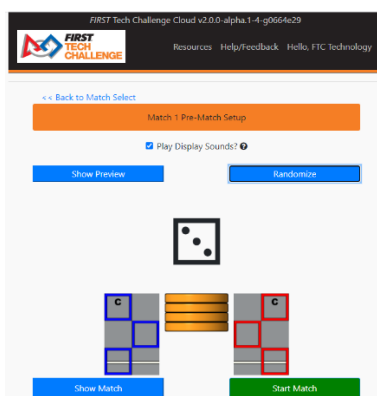 FIRST Tech Challenge Cloud v2.0.0-alpha.1-4-g0664e29
FIRST
TECH
CHALLENGE
Resources Help/Feedback Hello, FTC Technology
<< Back to Match Select
Match 1 Pre-Match Setup
Play Display Sounds?
Show Preview Randomize
C C
Show Match Start Match